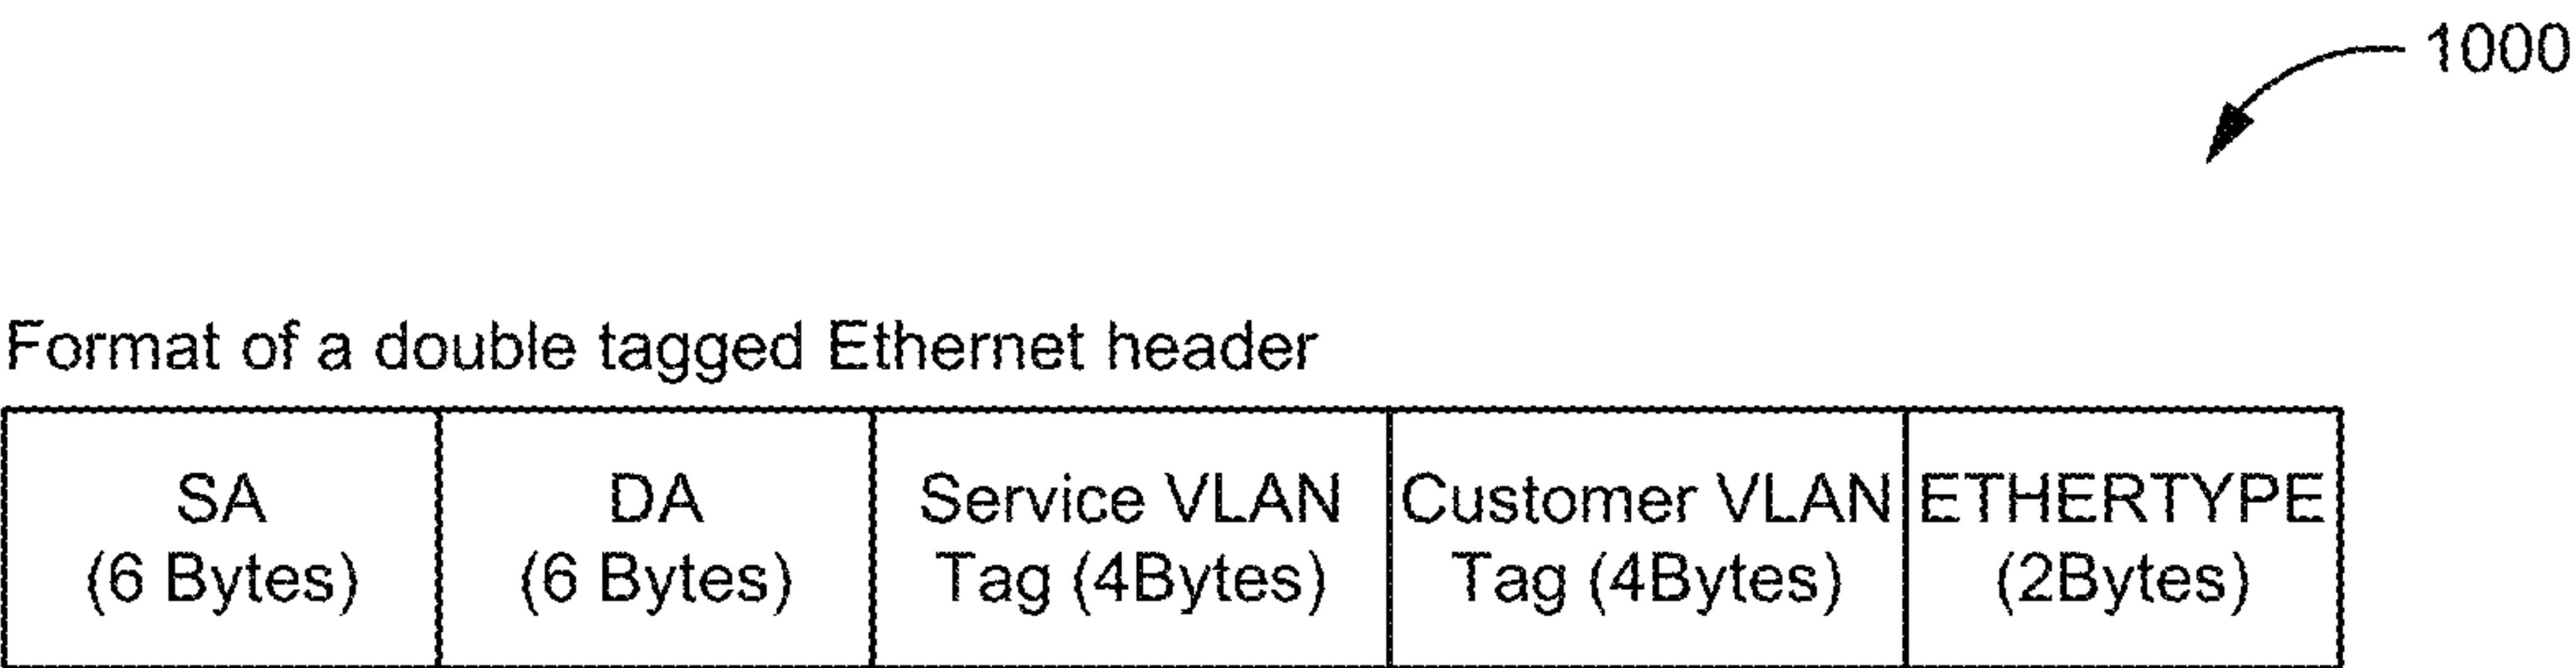 1000
Format of a double tagged Ethernet header
SA
(6 Bytes)
DA
(6 Bytes)
Service VLAN
Tag (4Bytes)
Customer VLAN
Tag (4Bytes)
ETHERTYPE
(2Bytes)